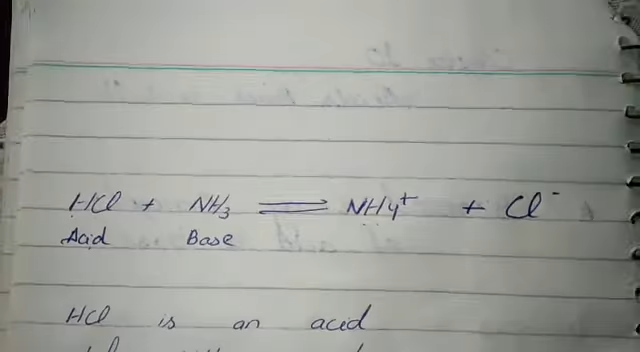 HCl + NH3 ⇌ NH4+ + Cl-
Acid Base
HCl is an acid